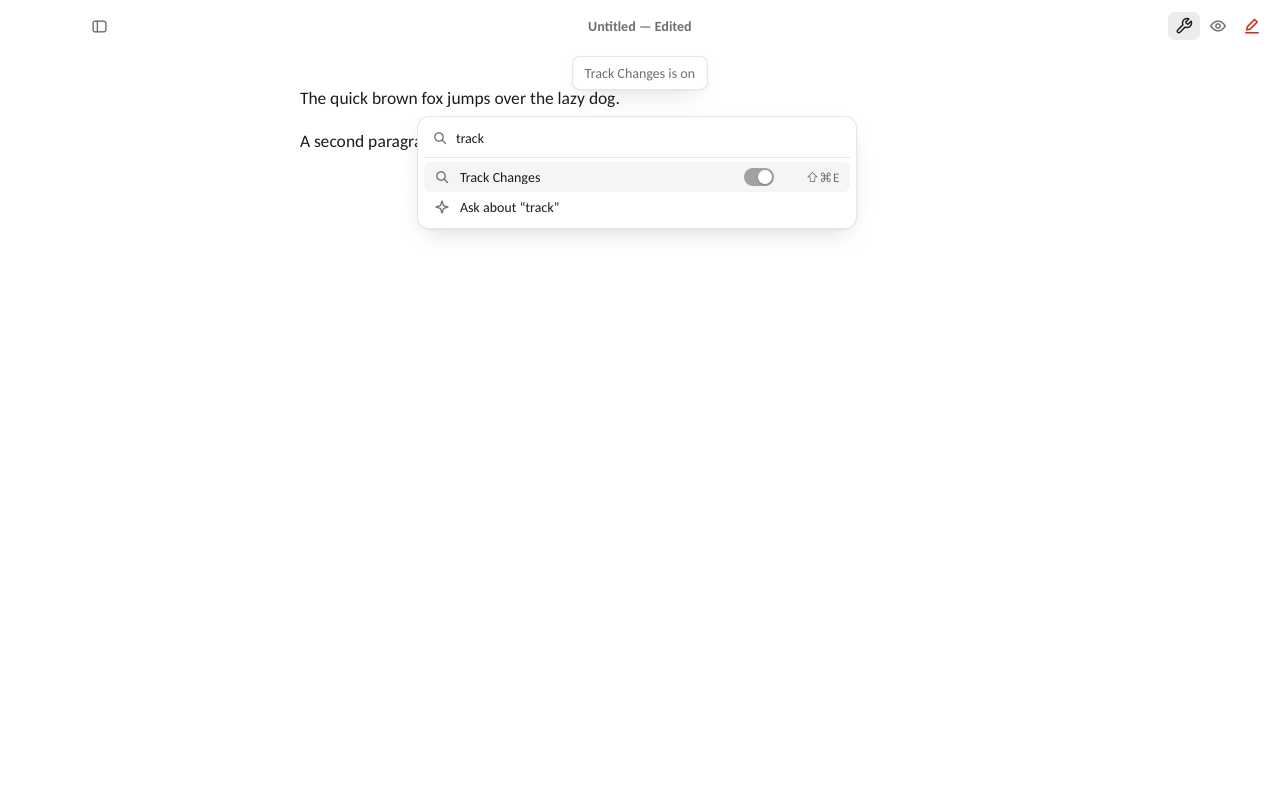 Untitled — Edited
Track Changes is on
The quick brown fox jumps over the lazy dog.
A second
track
Track Changes ⇧⌘E
Ask about “track”